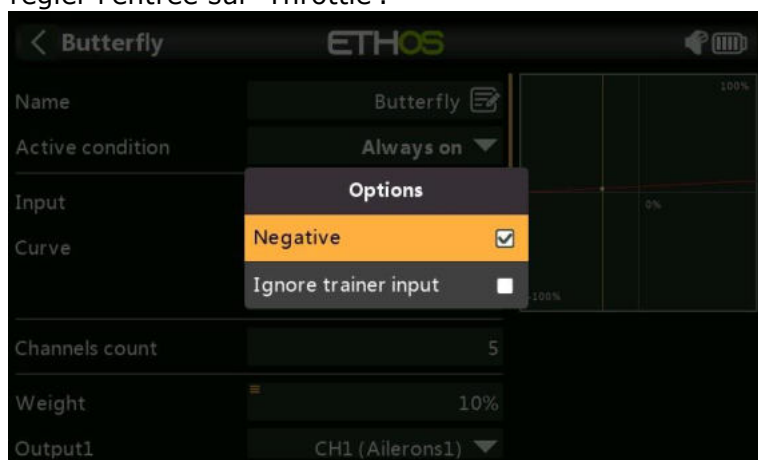 régler l'entrée sur 'Throttle'.
< Butterfly ETHOS
Name Butterfly
100%
Active condition Always on
Options
Input
0%
Negative
Curve
Ignore trainer input
-100%
Channels count 5
Weight 10%
Output1 CH1 (Ailerons1)